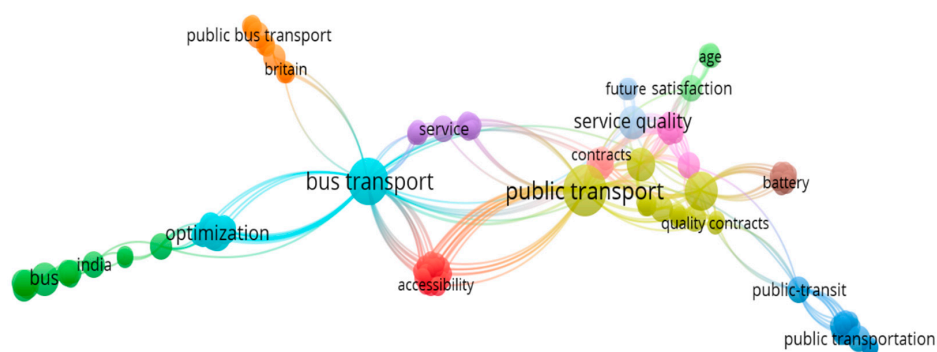 public bus transport
britain
age
future
satisfaction
service
service quality
contracts
bus transport
public transport
battery
quality contracts
optimization
india
bus
accessibility
public-transit
public transportation